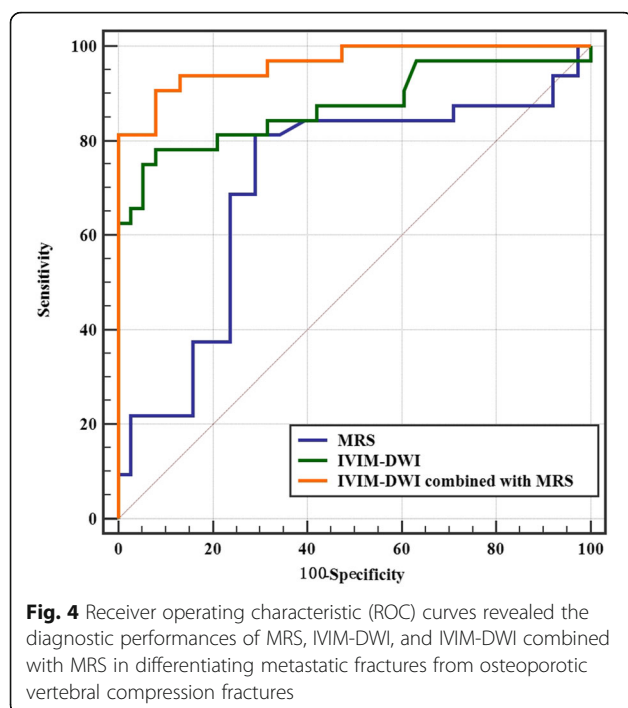 100
80
60
40
20
0
Sensitivity
MRS
IVIM-DWI
IVIM-DWI combined with MRS
0 20 40 60 80 100
100-Specificity
Fig. 4 Receiver operating characteristic (ROC) curves revealed the
diagnostic performances of MRS, IVIM-DWI, and IVIM-DWI combined
with MRS in differentiating metastatic fractures from osteoporotic
vertebral compression fractures